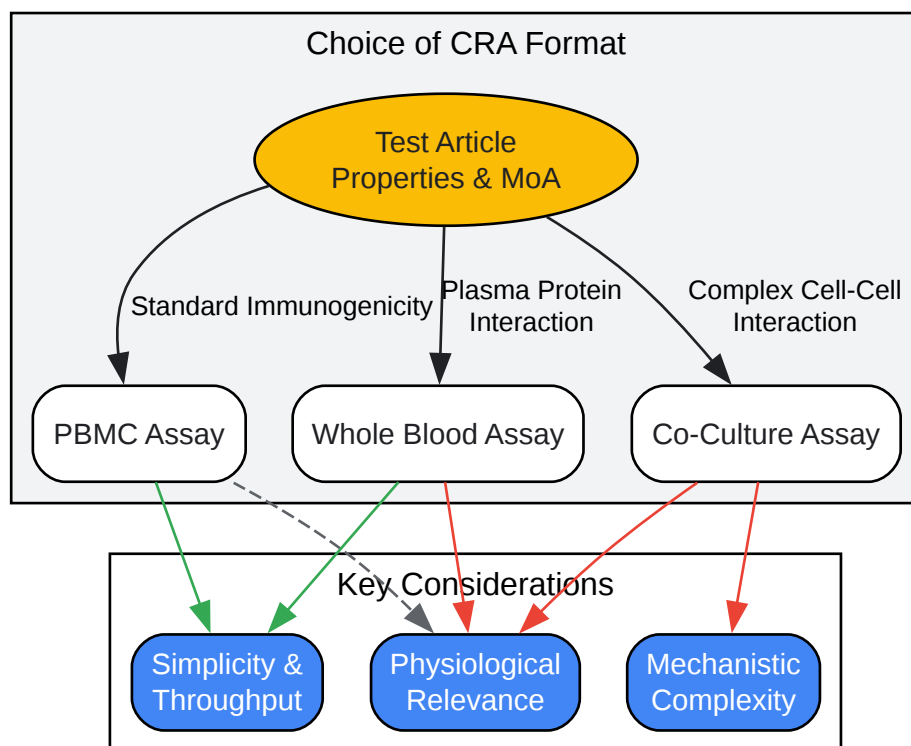 Choice of CRA Format
Test Article
Properties & MoA
Standard Immunogenicity
Plasma Protein
Interaction
Complex Cell-Cell
Interaction
PBMC Assay
Whole Blood Assay
Co-Culture Assay
Key Considerations
Simplicity &
Throughput
Physiological
Relevance
Mechanistic
Complexity